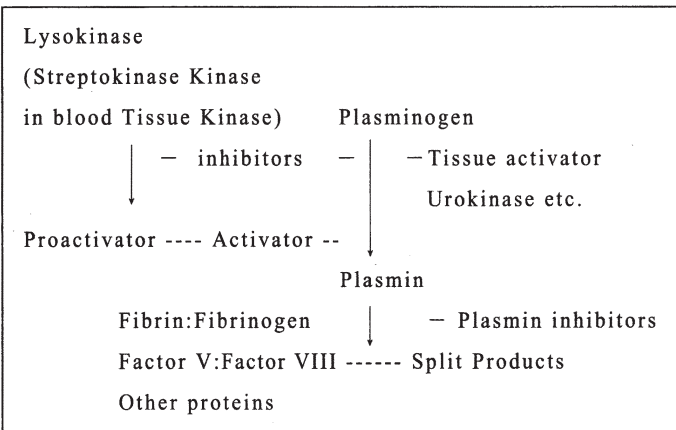 Lysokinase
(Streptokinase Kinase
in blood Tissue Kinase) Plasminogen
– inhibitors – – Tissue activator
Urokinase etc.
Proactivator ---- Activator --
Plasmin
Fibrin:Fibrinogen – Plasmin inhibitors
Factor V:Factor VIII ------ Split Products
Other proteins